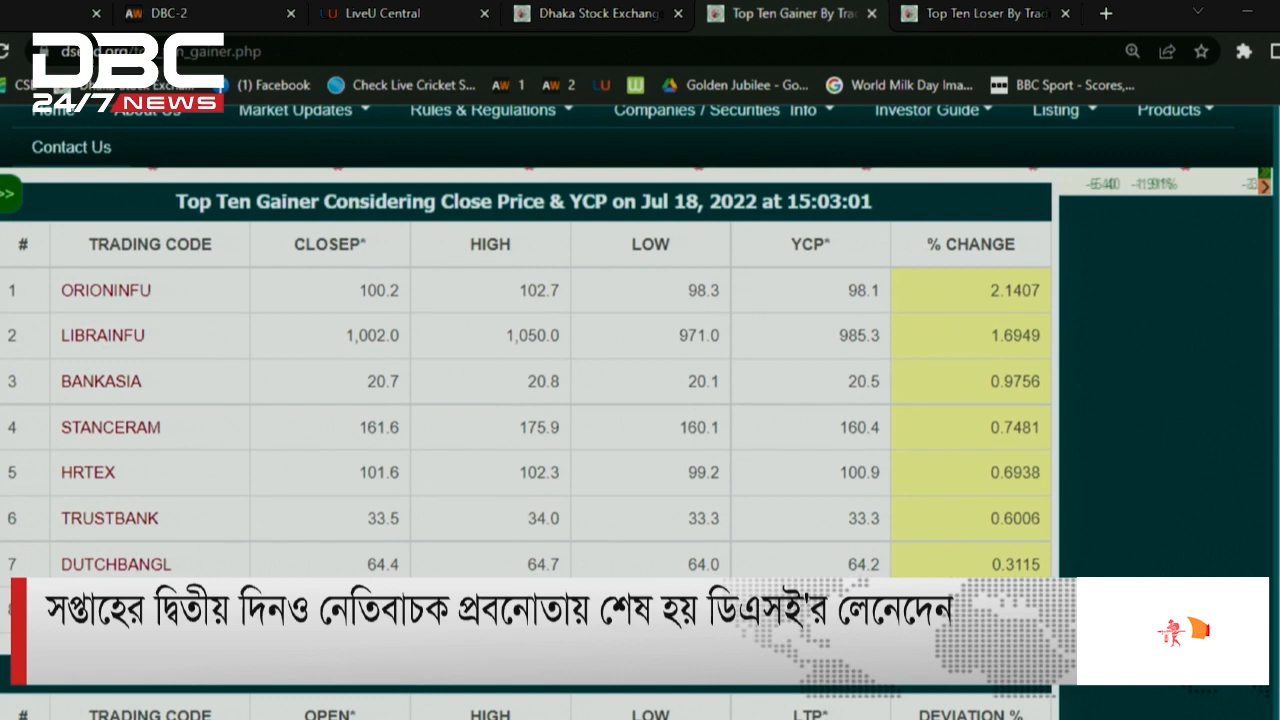 DBC-2
LiveU Central
Dhaka Stock Exchang
Top Ten Gainer By Trad
Top Ten Loser By Trad
_gainer.php
DBC
24/7 NEWS
(1) Facebook
Check Live Cricket S...
AW 1
AW 2
Golden Jubilee - Go...
World Milk Day Ima...
BBC Sport - Scores,...
Home
About Us
Market Updates
Rules & Regulations
Companies / Securities Info
Investor Guide
Listing
Products
Contact Us
>>
Top Ten Gainer Considering Close Price & YCP on Jul 18, 2022 at 15:03:01
# TRADING CODE CLOSEP* HIGH LOW YCP* % CHANGE
1 ORIONINFU 100.2 102.7 98.3 98.1 2.1407
2 LIBRAINFU 1,002.0 1,050.0 971.0 985.3 1.6949
3 BANKASIA 20.7 20.8 20.1 20.5 0.9756
4 STANCERAM 161.6 175.9 160.1 160.4 0.7481
5 HRTEX 101.6 102.3 99.2 100.9 0.6938
6 TRUSTBANK 33.5 34.0 33.3 33.3 0.6006
7 DUTCHBANGL 64.4 64.7 64.0 64.2 0.3115
সপ্তাহের দ্বিতীয় দিনও নেতিবাচক প্রবনোতায় শেষ হয় ডিএসই'র লেনেদেন
# TRADING CODE OPEN* HIGH LOW LTP* DEVIATION %